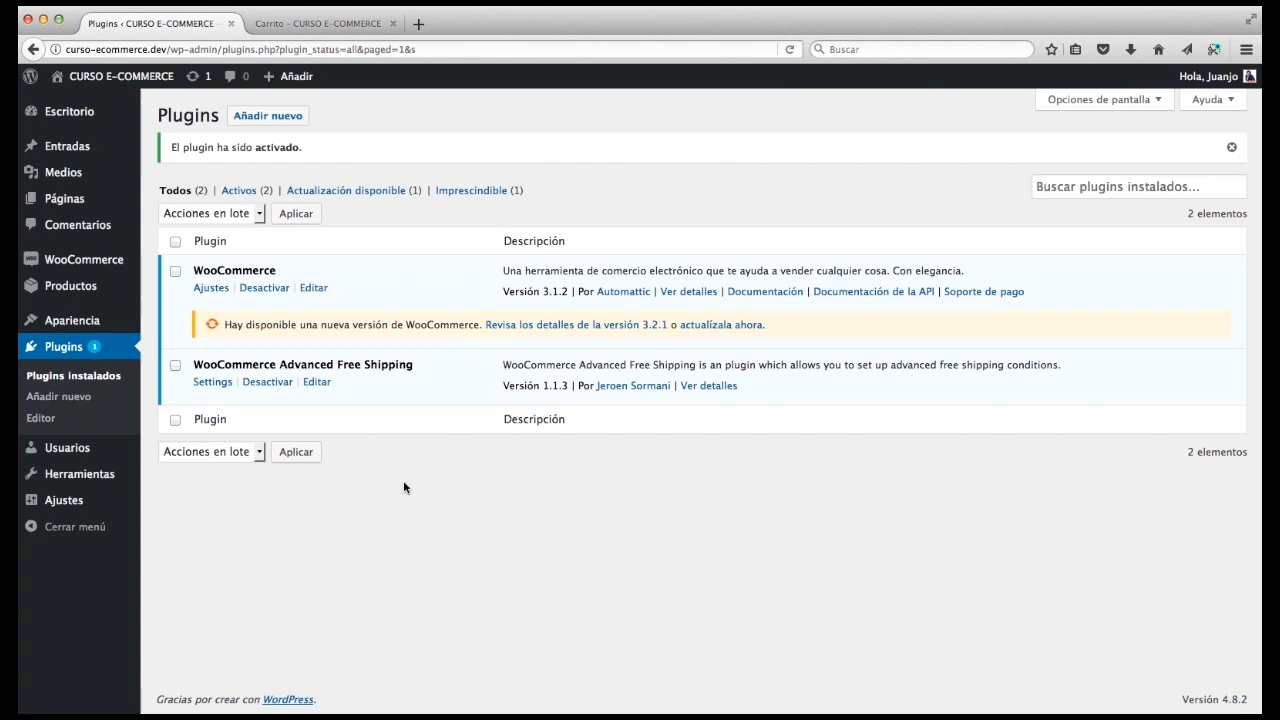 Plugins ‹ CURSO E-COMMERCE
Carrito – CURSO E-COMMERCE
curso-ecommerce.dev/wp-admin/plugins.php?plugin_status=all&paged=1&s
Buscar
CURSO E-COMMERCE 1 0 Añadir
Hola, Juanjo
Escritorio
Entradas
Medios
Páginas
Comentarios
WooCommerce
Productos
Apariencia
Plugins 1
Plugins Instalados
Añadir nuevo
Editor
Usuarios
Herramientas
Ajustes
Cerrar menú
Opciones de pantalla
Ayuda
Plugins
Añadir nuevo
El plugin ha sido activado.
Todos (2) | Activos (2) | Actualización disponible (1) | Imprescindible (1)
Buscar plugins instalados...
Acciones en lote
Aplicar
2 elementos
Plugin
Descripción
WooCommerce
Ajustes | Desactivar | Editar
Una herramienta de comercio electrónico que te ayuda a vender cualquier cosa. Con elegancia.
Versión 3.1.2 | Por Automattic | Ver detalles | Documentación | Documentación de la API | Soporte de pago
Hay disponible una nueva versión de WooCommerce. Revisa los detalles de la versión 3.2.1 o actualízala ahora.
WooCommerce Advanced Free Shipping
Settings | Desactivar | Editar
WooCommerce Advanced Free Shipping is an plugin which allows you to set up advanced free shipping conditions.
Versión 1.1.3 | Por Jeroen Sormani | Ver detalles
Plugin
Descripción
Acciones en lote
Aplicar
2 elementos
Gracias por crear con WordPress.
Versión 4.8.2